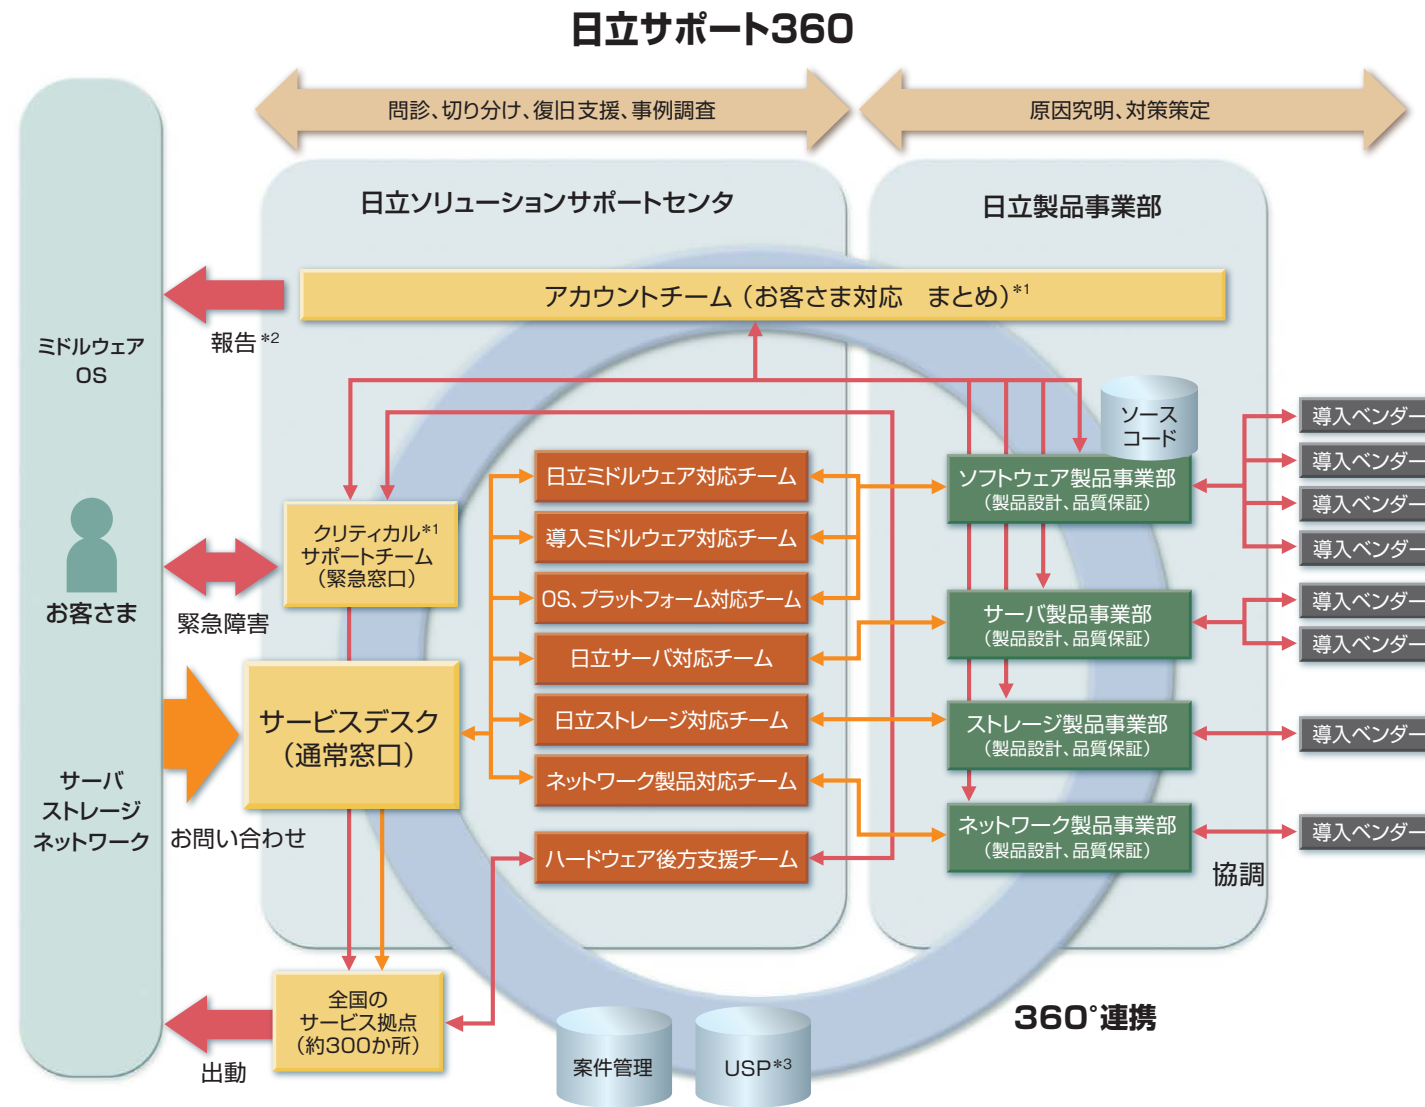 日立サポート360
問診、切り分け、復旧支援、事例調査
原因究明、対策策定
日立ソリューションサポートセンタ
日立製品事業部
アカウントチーム（お客さま対応　まとめ）*1
報告*2
ミドルウェア
OS
お客さま
サーバ
ストレージ
ネットワーク
緊急障害
お問い合わせ
出動
クリティカル*1
サポートチーム
（緊急窓口）
サービスデスク
（通常窓口）
全国の
サービス拠点
（約300か所）
日立ミドルウェア対応チーム
導入ミドルウェア対応チーム
OS、プラットフォーム対応チーム
日立サーバ対応チーム
日立ストレージ対応チーム
ネットワーク製品対応チーム
ハードウェア後方支援チーム
ソース
コード
ソフトウェア製品事業部
（製品設計、品質保証）
サーバ製品事業部
（製品設計、品質保証）
ストレージ製品事業部
（製品設計、品質保証）
ネットワーク製品事業部
（製品設計、品質保証）
協調
導入ベンダー
導入ベンダー
導入ベンダー
導入ベンダー
導入ベンダー
導入ベンダー
導入ベンダー
導入ベンダー
360°連携
案件管理
USP*3